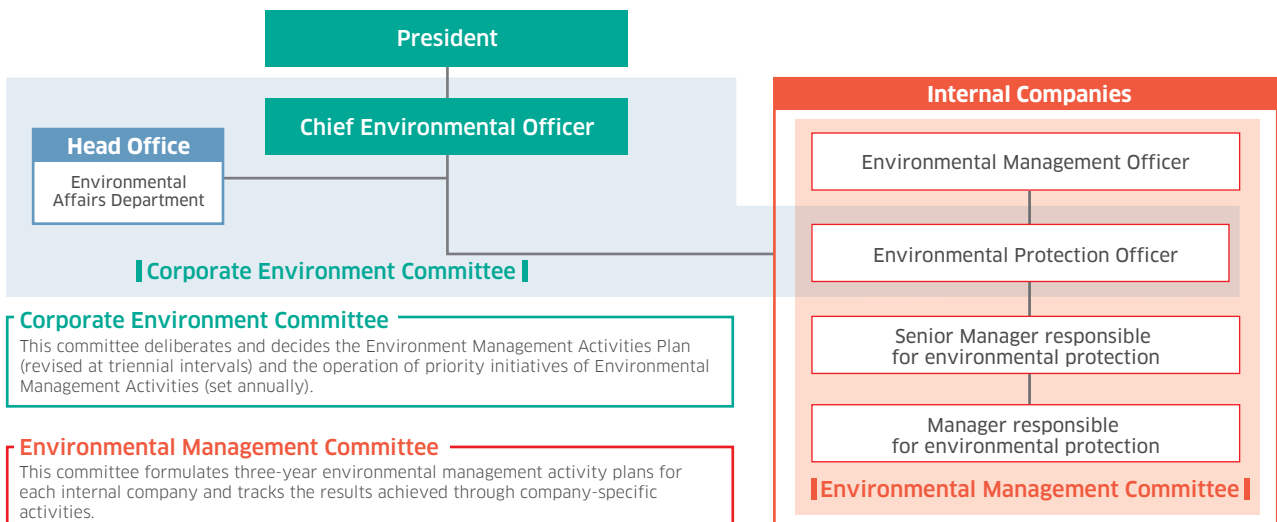 President
Chief Environmental Officer
Head Office
Environmental
Affairs Department
Corporate Environment Committee
Internal Companies
Environmental Management Officer
Environmental Protection Officer
Senior Manager responsible
for environmental protection
Manager responsible
for environmental protection
Environmental Management Committee
Corporate Environment Committee
This committee deliberates and decides the Environment Management Activities Plan
(revised at triennial intervals) and the operation of priority initiatives of Environmental
Management Activities (set annually).
Environmental Management Committee
This committee formulates three-year environmental management activity plans for
each internal company and tracks the results achieved through company-specific
activities.